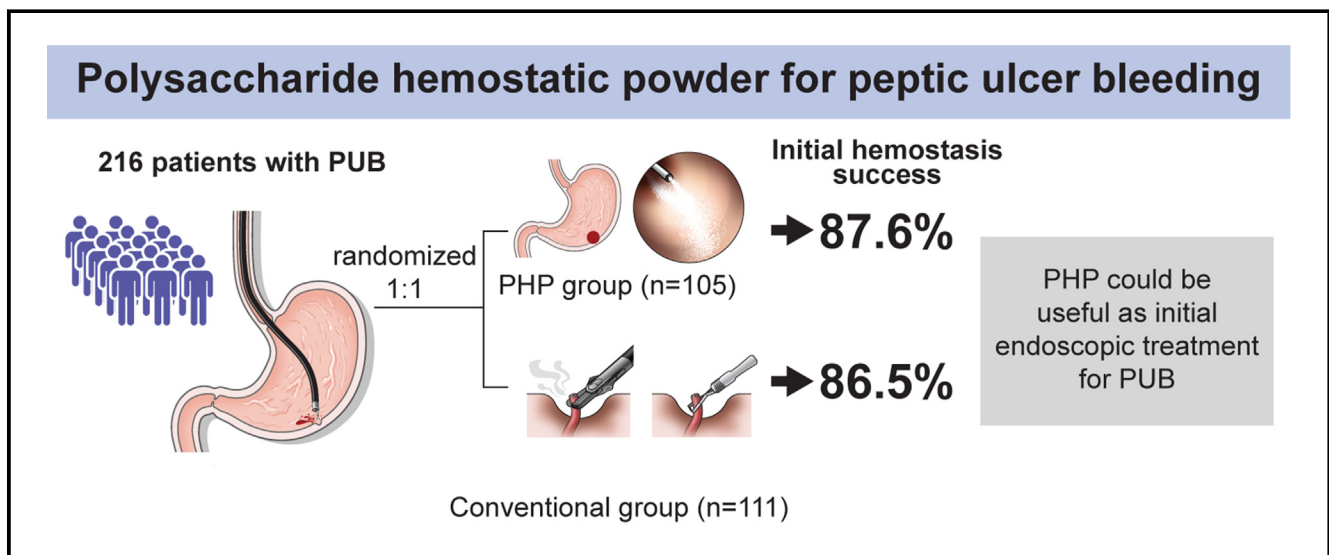 Polysaccharide hemostatic powder for peptic ulcer bleeding
216 patients with PUB
randomized
1:1
PHP group (n=105)
Conventional group (n=111)
Initial hemostasis
success
87.6%
86.5%
PHP could be
useful as initial
endoscopic treatment
for PUB